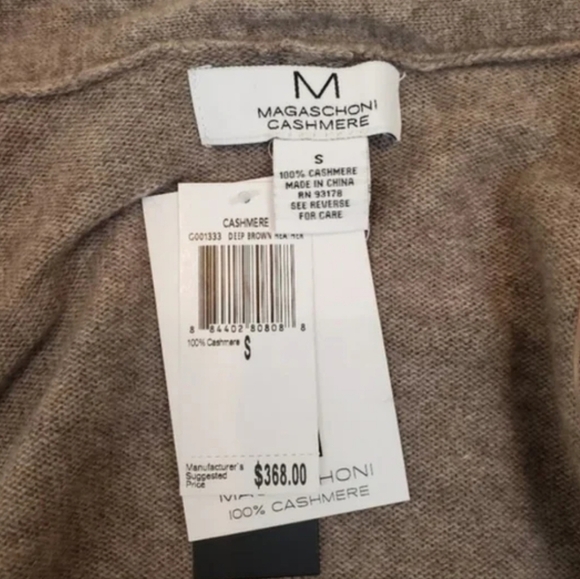 M
MAGASCHONI
CASHMERE
S
100% CASHMERE
MADE IN CHINA
RN 93178
SEE REVERSE
FOR CARE
CASHMERE
C001333 DEEP BROWN HEATHER
8 84402 80808 8
100% Cashmere S
Manufacturer's
Suggested
Price
$368.00
MAGASCHONI
100% CASHMERE